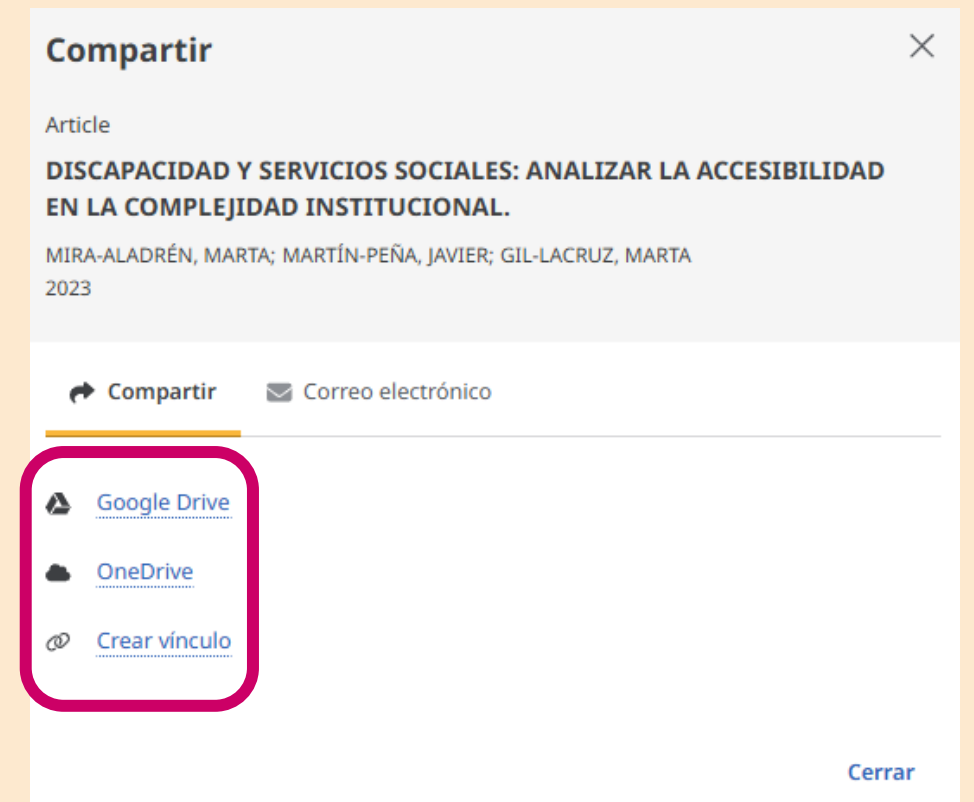 Compartir
Article
DISCAPACIDAD Y SERVICIOS SOCIALES: ANALIZAR LA ACCESIBILIDAD
EN LA COMPLEJIDAD INSTITUCIONAL.
MIRA-ALADRÉN, MARTA; MARTÍN-PEÑA, JAVIER; GIL-LACRUZ, MARTA
2023
Compartir Correo electrónico
Google Drive
OneDrive
Crear vínculo
Cerrar